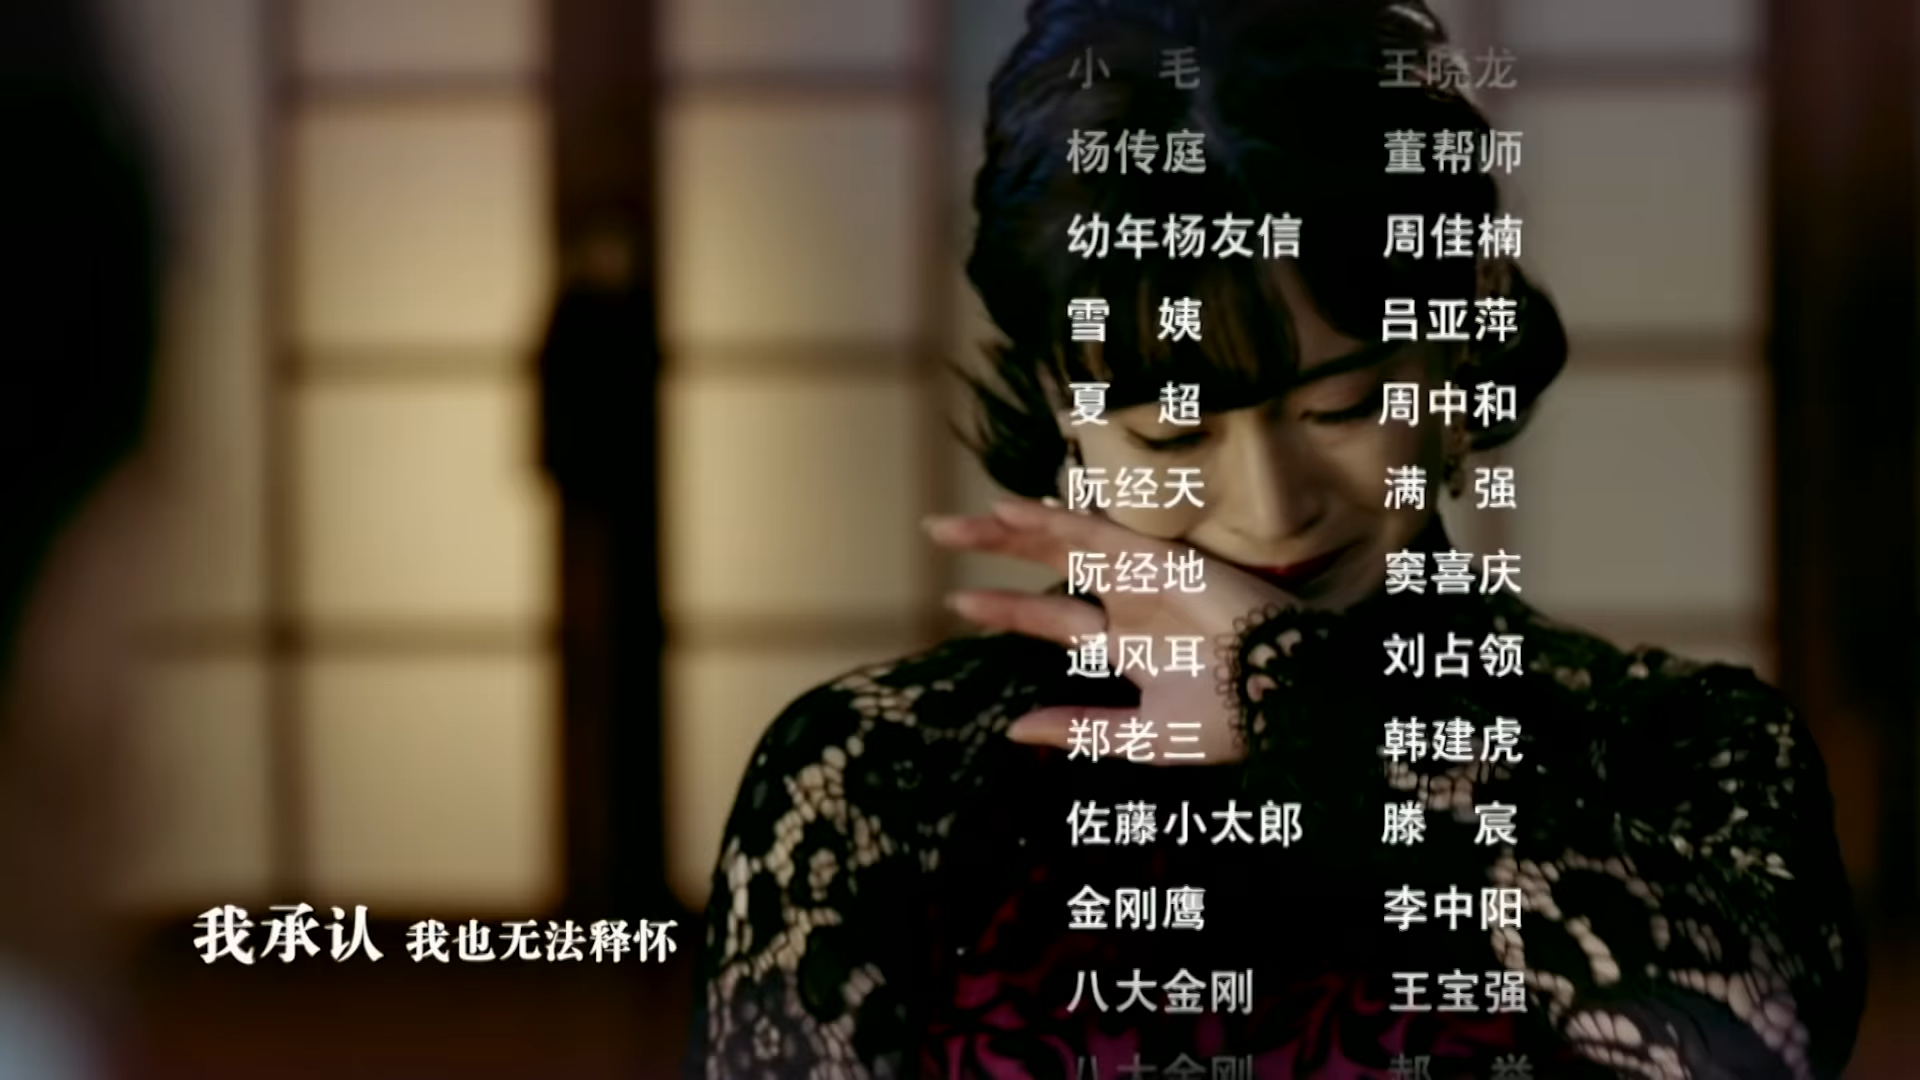 小 毛 王晓龙
杨传庭 董帮师
幼年杨友信 周佳楠
雪 姨 吕亚萍
夏 超 周中和
阮经天 满 强
阮经地 窦喜庆
通风耳 刘占领
郑老三 韩建虎
佐藤小太郎 滕 宸
金刚鹰 李中阳
八大金刚 王宝强
八大金刚
我承认 我也无法释怀